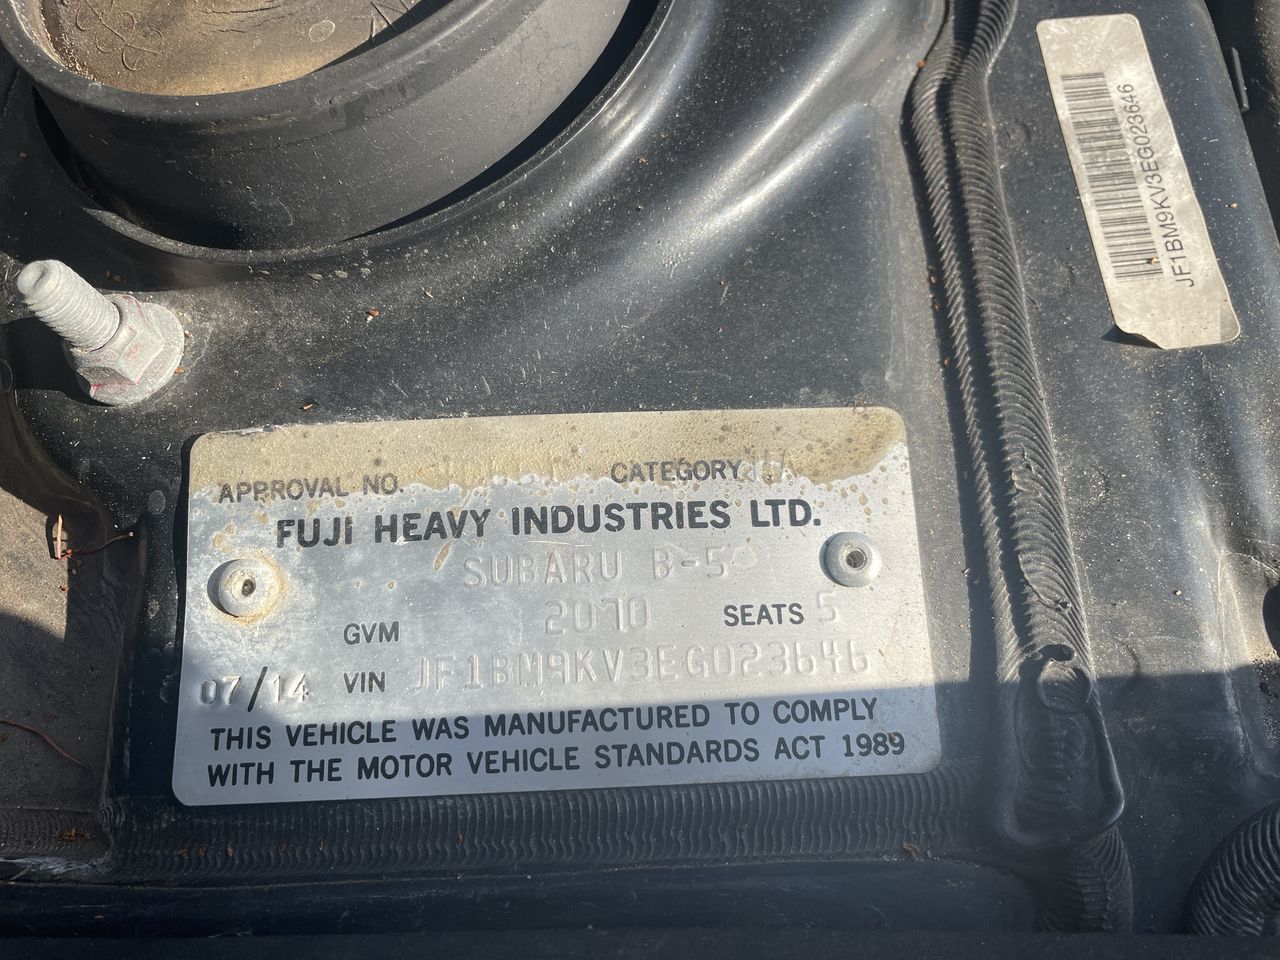 JF1BM9KV3EG023646
APPROVAL NO. CATEGORY
FUJI HEAVY INDUSTRIES LTD.
SUBARU B-5
GVM 2070 SEATS 5
07/14 VIN JF1BM9KV3EG023646
THIS VEHICLE WAS MANUFACTURED TO COMPLY
WITH THE MOTOR VEHICLE STANDARDS ACT 1989